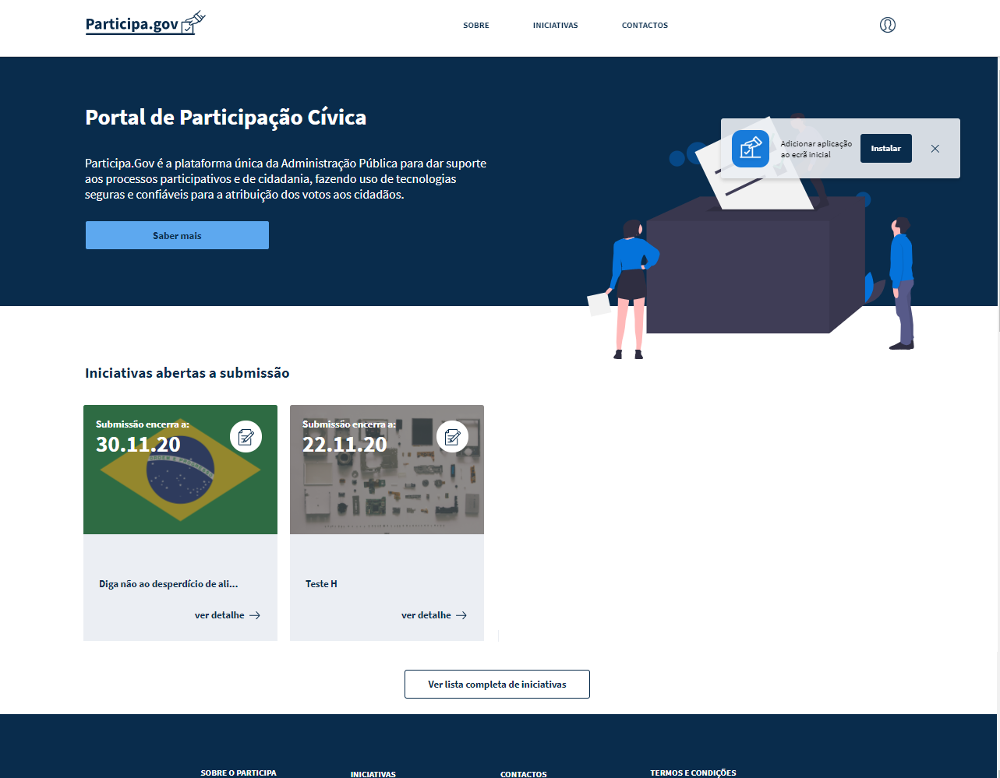 Participa.gov
SOBRE
INICIATIVAS
CONTACTOS
Portal de Participação Cívica
Participa.Gov é a plataforma única da Administração Pública para dar suporte
aos processos participativos e de cidadania, fazendo uso de tecnologias
seguras e confiáveis para a atribuição dos votos aos cidadãos.
Saber mais
Adicionar aplicação
ao ecrã inicial
Instalar
Iniciativas abertas a submissão
Submissão encerra a:
30.11.20
ORDEM E PROGRESSO
Diga não ao desperdício de ali...
ver detalhe
Submissão encerra a:
22.11.20
Teste H
ver detalhe
Ver lista completa de iniciativas
SOBRE O PARTICIPA
INICIATIVAS
CONTACTOS
TERMOS E CONDIÇÕES